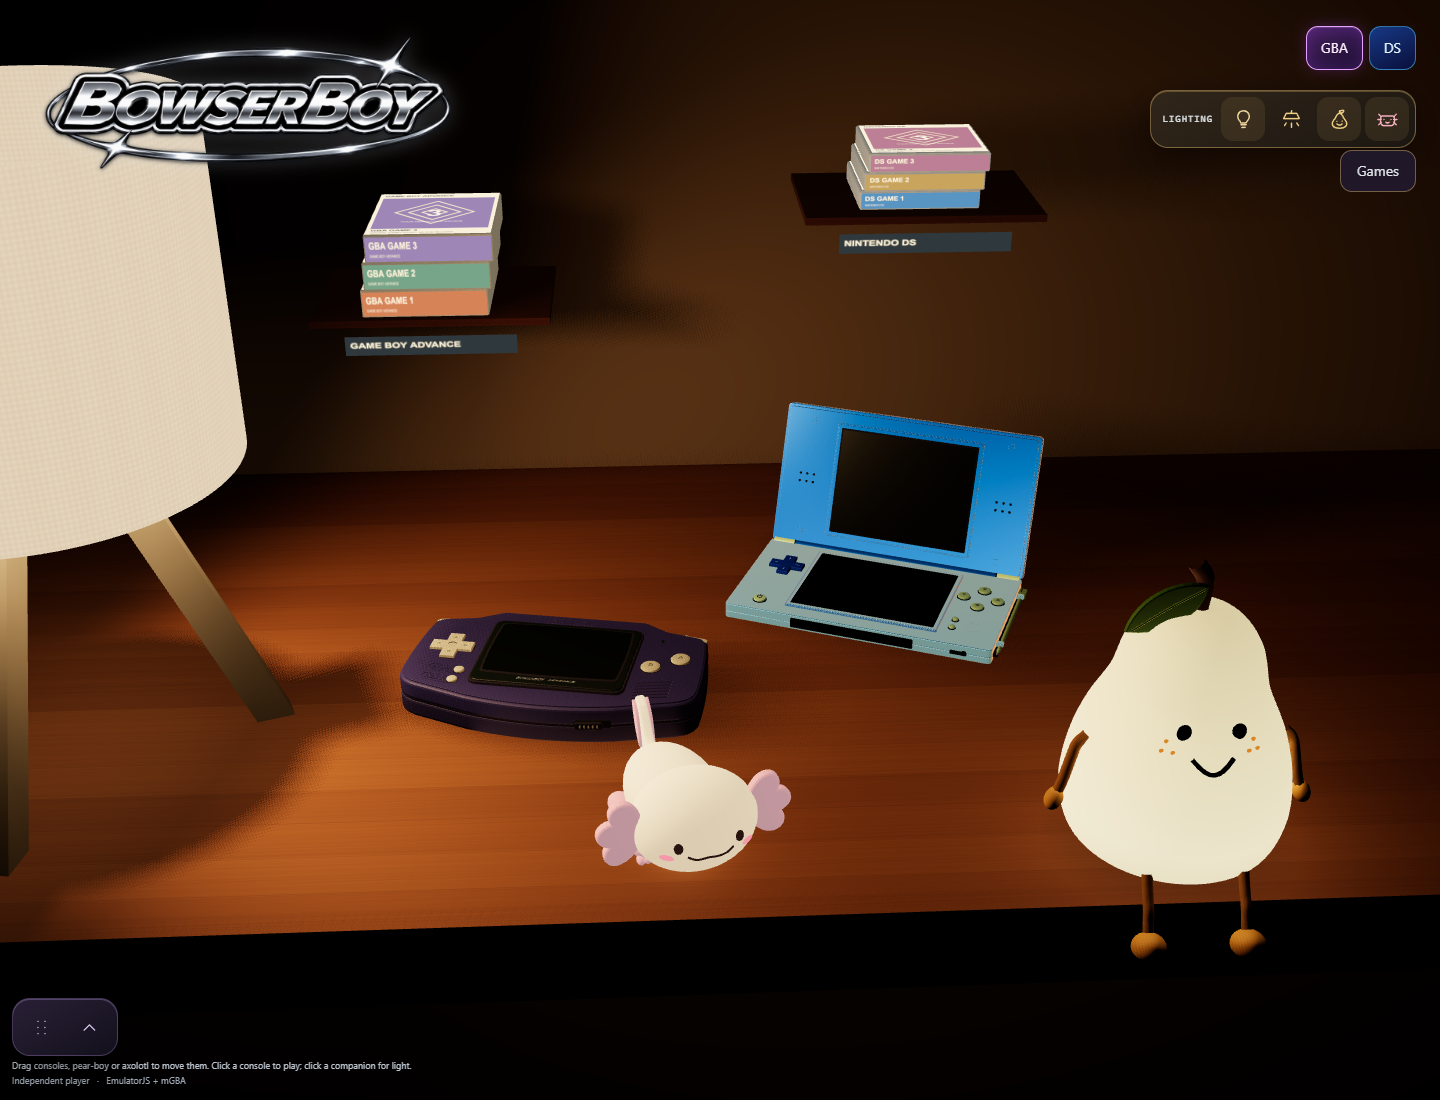 BOWSERBOY
GBA
DS
LIGHTING
Games
DS GAME 3
DS GAME 2
DS GAME 1
NINTENDO DS
3
GBA GAME 3
GBA GAME 2
GBA GAME 1
GAME BOY ADVANCE
B
A
Drag consoles, pear-boy or axolotl to move them. Click a console to play; click a companion for light.
Independent player · EmulatorJS + mGBA